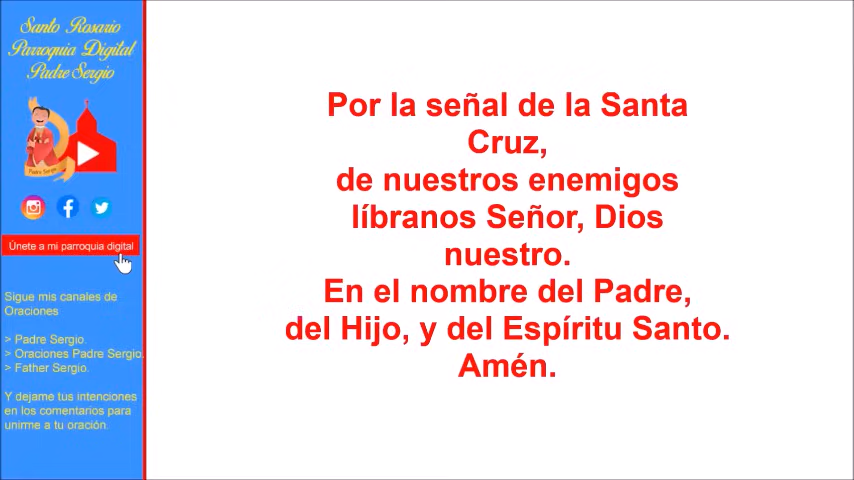 Santo Rosario
Parroquia Digital
Padre Sergio
Padre Sergio
Únete a mi parroquia digital
Sigue mis canales de
Oraciones
> Padre Sergio.
> Oraciones Padre Sergio.
> Father Sergio.
Y dejame tus intenciones
en los comentarios para
unirme a tu oración.
Por la señal de la Santa
Cruz,
de nuestros enemigos
líbranos Señor, Dios
nuestro.
En el nombre del Padre,
del Hijo, y del Espíritu Santo.
Amén.